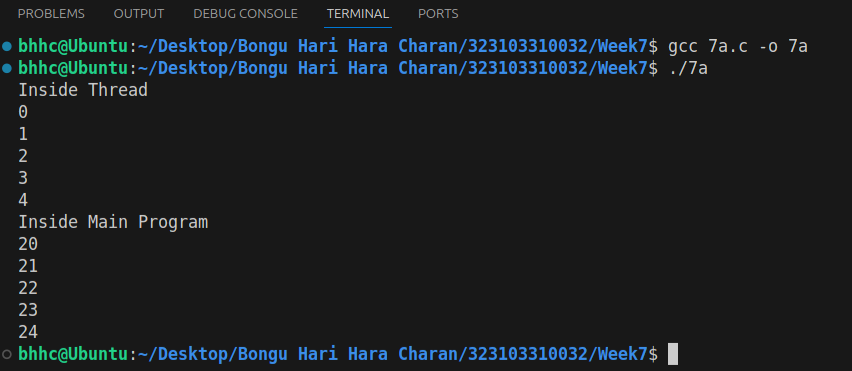 PROBLEMS OUTPUT DEBUG CONSOLE TERMINAL PORTS
bhhc@Ubuntu:~/Desktop/Bongu Hari Hara Charan/323103310032/Week7$ gcc 7a.c -o 7a
bhhc@Ubuntu:~/Desktop/Bongu Hari Hara Charan/323103310032/Week7$ ./7a
Inside Thread
0
1
2
3
4
Inside Main Program
20
21
22
23
24
bhhc@Ubuntu:~/Desktop/Bongu Hari Hara Charan/323103310032/Week7$